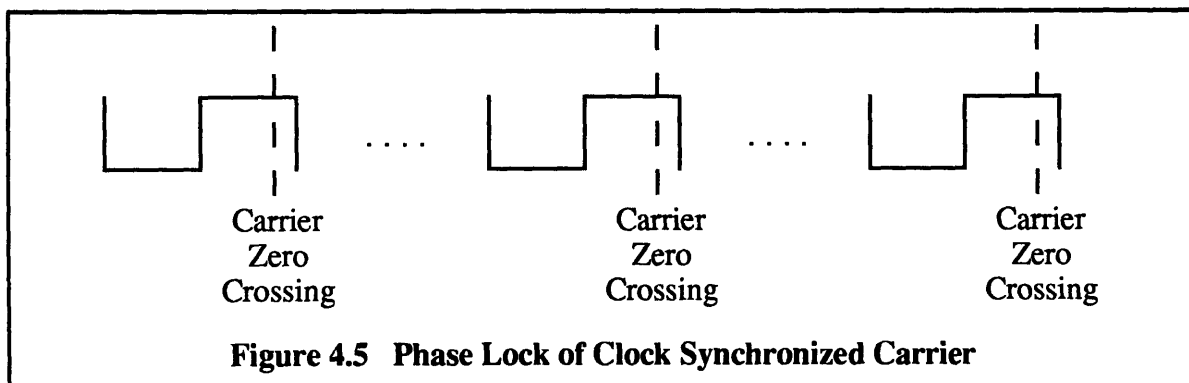 .... ....
Carrier Carrier Carrier
Zero Zero Zero
Crossing Crossing Crossing
Figure 4.5 Phase Lock of Clock Synchronized Carrier